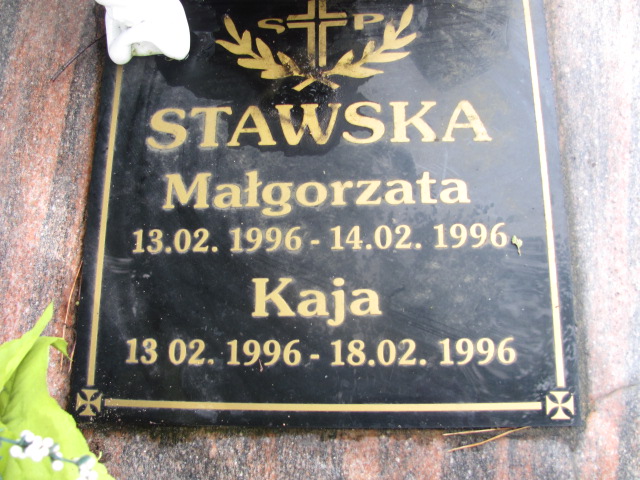 S P
STAWSKA
Małgorzata
13.02. 1996 - 14.02. 1996
Kaja
13 02. 1996 - 18.02. 1996